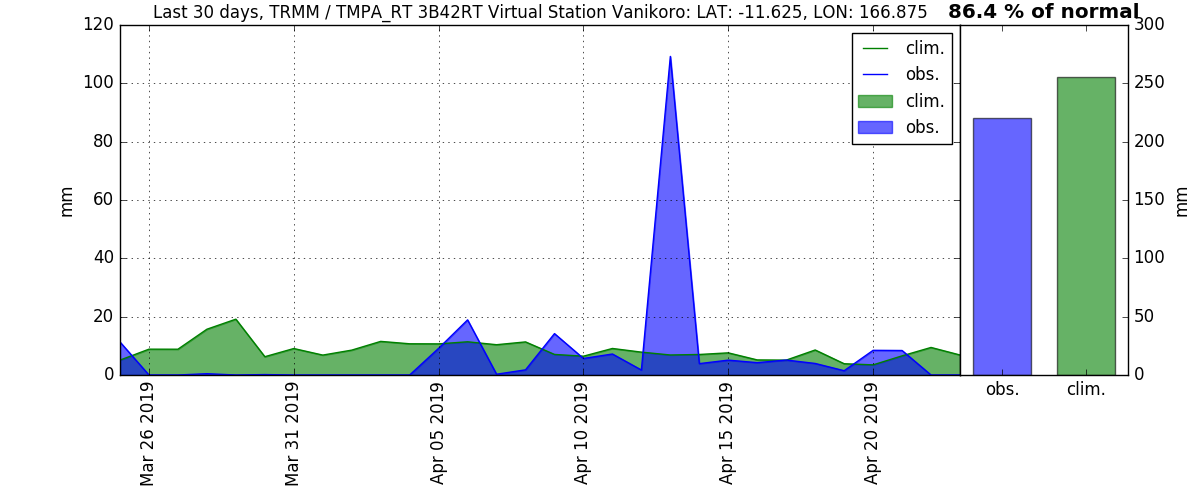 Last 30 days, TRMM / TMPA_RT 3B42RT Virtual Station Vanikoro: LAT: -11.625, LON: 166.875
86.4 % of normal
120
100
80
60
40
20
0
mm
clim.
obs.
clim.
obs.
Mar 26 2019
Mar 31 2019
Apr 05 2019
Apr 10 2019
Apr 15 2019
Apr 20 2019
300
250
200
150
100
50
0
mm
obs.
clim.